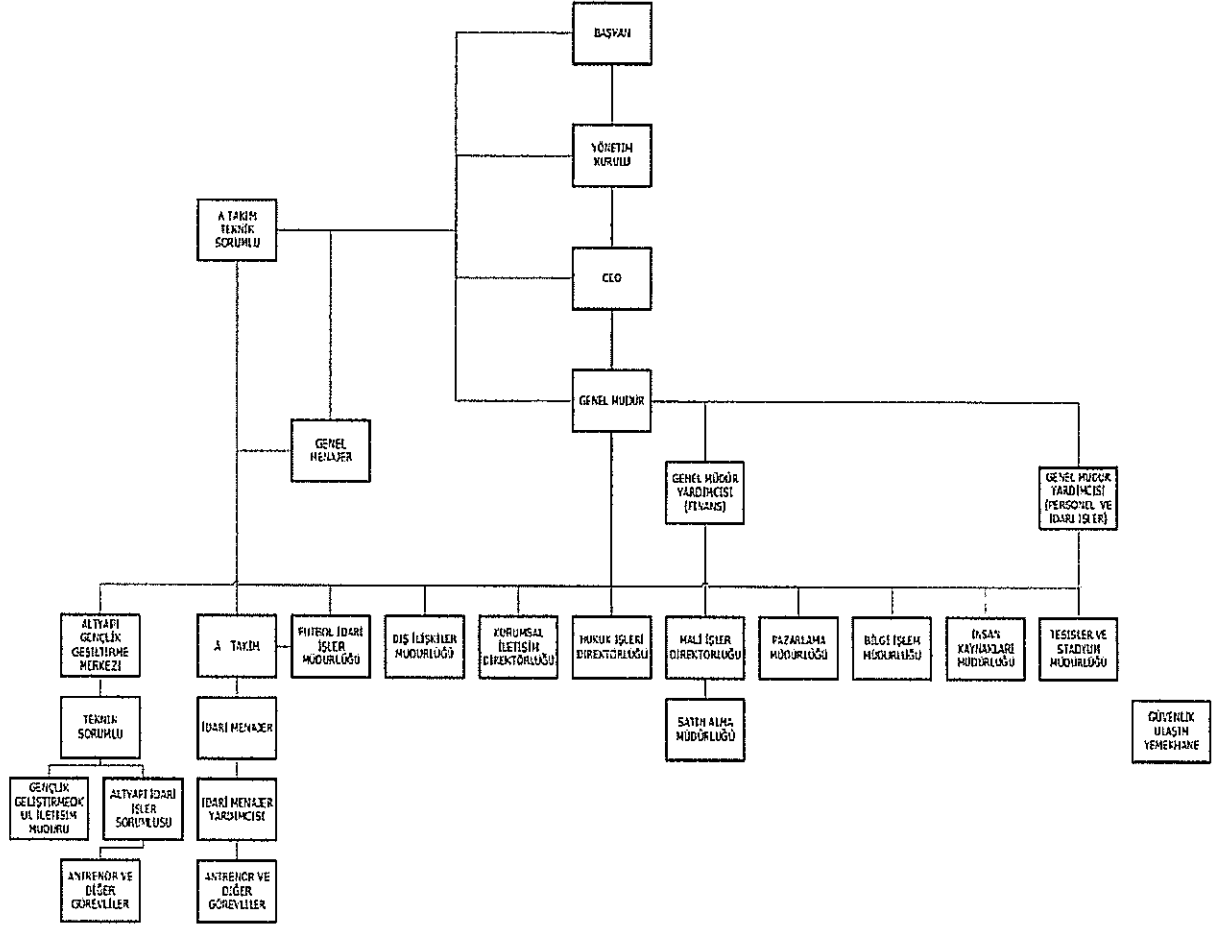 BAŞKAN
YÖNETİM
KURULU
A TAKIM
TEKNİK
SORUMLU
CEO
GENEL MÜDÜR
GENEL
MENAJER
GENEL MÜDÜR
YARDIMCISI
(FİNANS)
GENEL MÜDÜR
YARDIMCISI
(PERSONEL VE
İDARİ İŞLER)
ALTYAPI
GENÇLİK
GEŞİLTİRME
MERKEZİ
A TAKIM
FUTBOL İDARİ
İŞLER
MÜDÜRLÜĞÜ
DIŞ İLİŞKİLER
MÜDÜRLÜĞÜ
KURUMSAL
İLETİŞİM
DİREKTÖRLÜĞÜ
HUKUK İŞLERİ
DİREKTÖRLÜĞÜ
MALİ İŞLER
DİREKTÖRLÜĞÜ
PAZARLAMA
MÜDÜRLÜĞÜ
BİLGİ İŞLEM
MÜDÜRLÜĞÜ
İNSAN
KAYNAKLARI
MÜDÜRLÜĞÜ
TESİSLER VE
STADYUM
MÜDÜRLÜĞÜ
TEKNİK
SORUMLU
İDARİ MENAJER
SATIN ALMA
MÜDÜRLÜĞÜ
GÜVENLİK
ULAŞIM
YEMEKHANE
GENÇLİK
GELİŞTİRMEOK
UL İLETİŞİM
MÜDÜRÜ
ALTYAPI İDARİ
İŞLER
SORUMLUSU
İDARİ MENAJER
YARDIMCISI
ANTRENÖR VE
DİĞER
GÖREVLİLER
ANTRENÖR VE
DİĞER
GÖREVLİLER